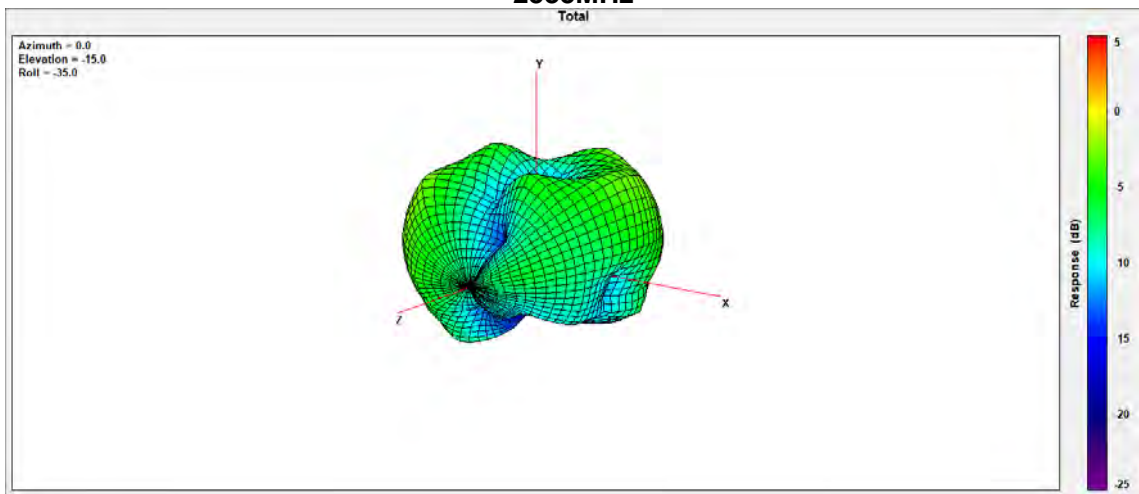 Total
Azimuth = 0.0
Elevation = -15.0
Roll = -35.0
Y
X
Z
5
0
5
10
15
-20
-25
Response (dB)